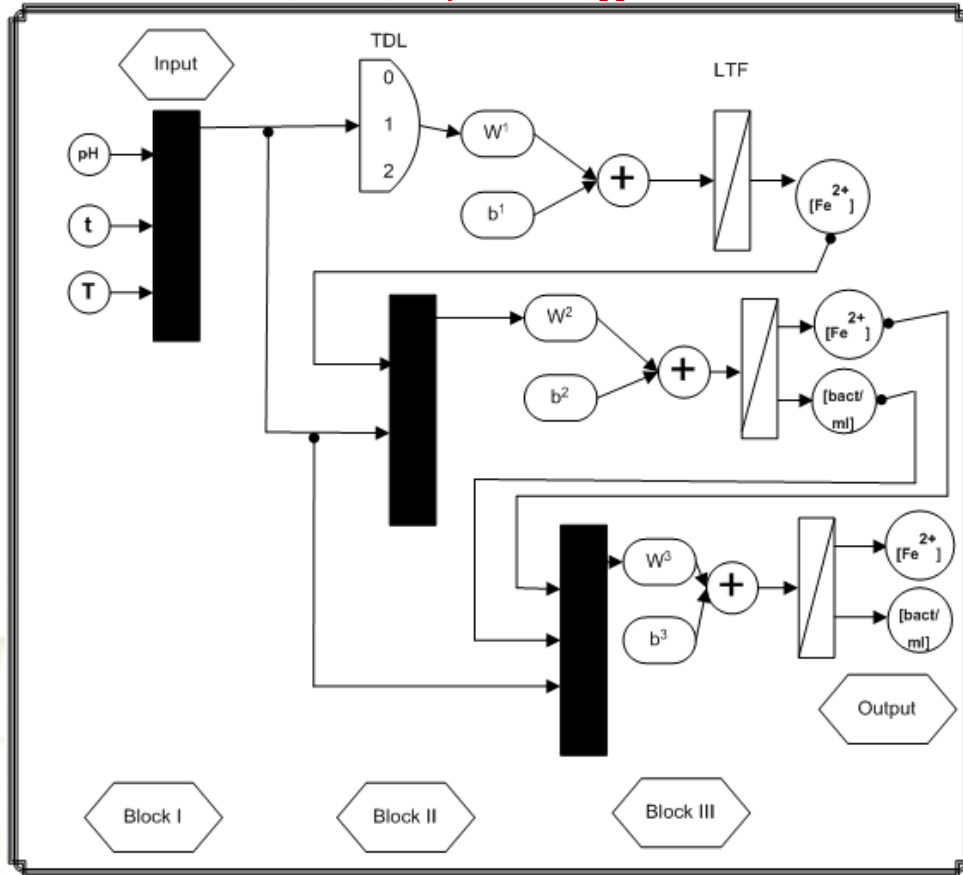 TDL
Input
LTF
0
1
2
pH
W¹
t
b¹
+
[Fe²⁺]
T
W²
b²
+
[Fe²⁺]
[bact/
ml]
W³
b³
+
[Fe²⁺]
[bact/
ml]
Output
Block I
Block II
Block III